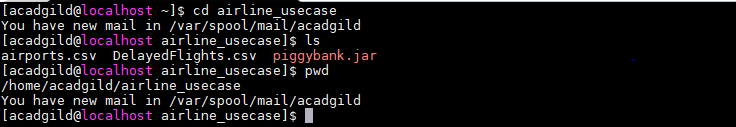 [acadgild@localhost ~]$ cd airline_usecase
You have new mail in /var/spool/mail/acadgild
[acadgild@localhost airline_usecase]$ ls
airports.csv  DelayedFlights.csv  piggybank.jar
[acadgild@localhost airline_usecase]$ pwd
/home/acadgild/airline_usecase
You have new mail in /var/spool/mail/acadgild
[acadgild@localhost airline_usecase]$